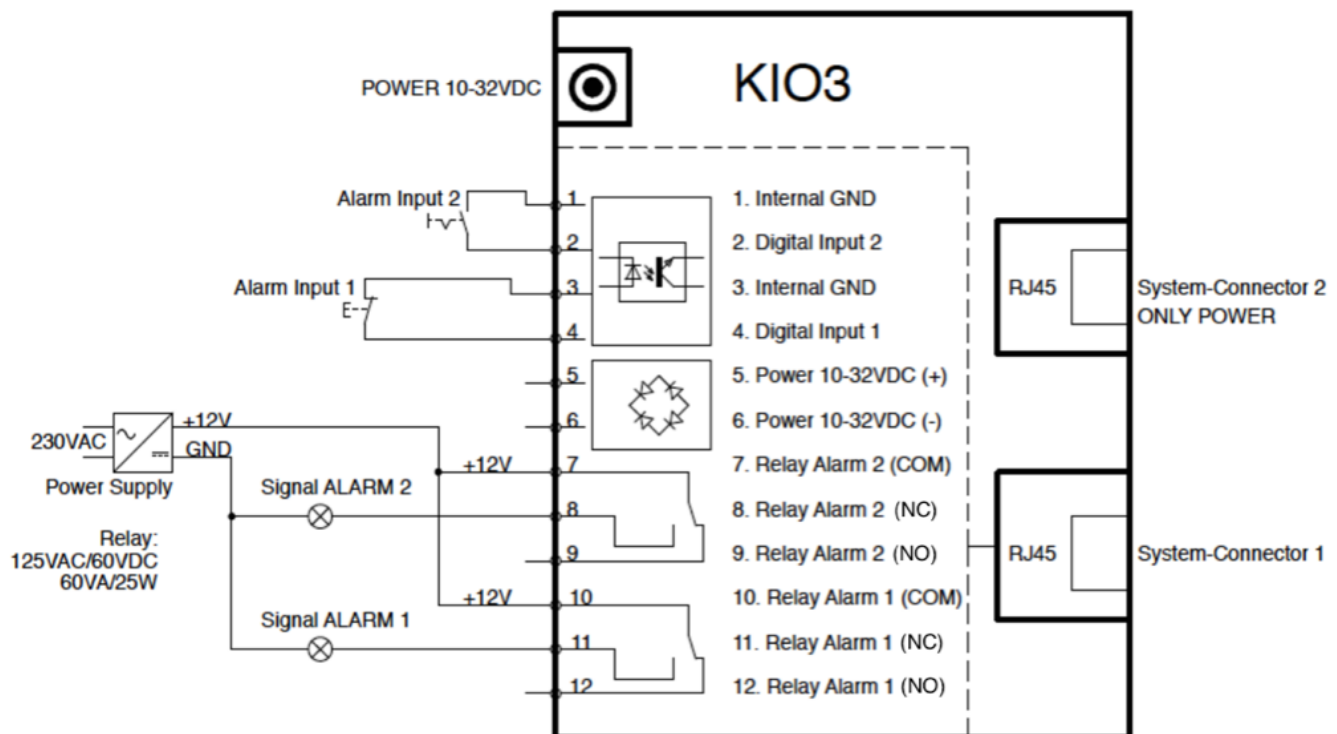 KIO3
POWER 10-32VDC
Alarm Input 2
1
1. Internal GND
2
2. Digital Input 2
Alarm Input 1
3
3. Internal GND
4
4. Digital Input 1
RJ45
System-Connector 2
ONLY POWER
5
5. Power 10-32VDC (+)
6
6. Power 10-32VDC (-)
230VAC
+12V
GND
Power Supply
Relay:
125VAC/60VDC
60VA/25W
+12V
7
7. Relay Alarm 2 (COM)
Signal ALARM 2
8
8. Relay Alarm 2 (NC)
9
9. Relay Alarm 2 (NO)
RJ45
System-Connector 1
+12V
10
10. Relay Alarm 1 (COM)
Signal ALARM 1
11
11. Relay Alarm 1 (NC)
12
12. Relay Alarm 1 (NO)